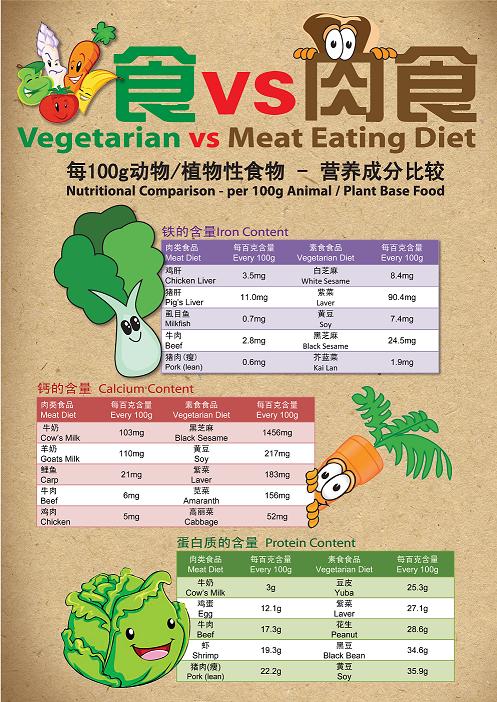 食vs肉食
Vegetarian vs Meat Eating Diet
每100g动物/植物性食物 – 营养成分比较
Nutritional Comparison - per 100g Animal / Plant Base Food
铁的含量Iron Content
肉类食品 每百克含量 素食食品 每百克含量
Meat Diet Every 100g Vegetarian Diet Every 100g
鸡肝 3.5mg 白芝麻 8.4mg
Chicken Liver White Sesame
猪肝 11.0mg 紫菜 90.4mg
Pig's Liver Laver
虱目鱼 0.7mg 黄豆 7.4mg
Milkfish Soy
牛肉 2.8mg 黑芝麻 24.5mg
Beef Black Sesame
猪肉(瘦) 0.6mg 芥蓝菜 1.9mg
Pork (lean) Kai Lan
钙的含量 Calcium Content
肉类食品 每百克含量 素食食品 每百克含量
Meat Diet Every 100g Vegetarian Diet Every 100g
牛奶 103mg 黑芝麻 1456mg
Cow's Milk Black Sesame
羊奶 110mg 黄豆 217mg
Goats Milk Soy
鲤鱼 21mg 紫菜 183mg
Carp Laver
牛肉 6mg 苋菜 156mg
Beef Amaranth
鸡肉 5mg 高丽菜 52mg
Chicken Cabbage
蛋白质的含量 Protein Content
肉类食品 每百克含量 素食食品 每百克含量
Meat Diet Every 100g Vegetarian Diet Every 100g
牛奶 3g 豆皮 25.3g
Cow's Milk Yuba
鸡蛋 12.1g 紫菜 27.1g
Egg Laver
牛肉 17.3g 花生 28.6g
Beef Peanut
虾 19.3g 黑豆 34.6g
Shrimp Black Bean
猪肉(瘦) 22.2g 黄豆 35.9g
Pork (lean) Soy